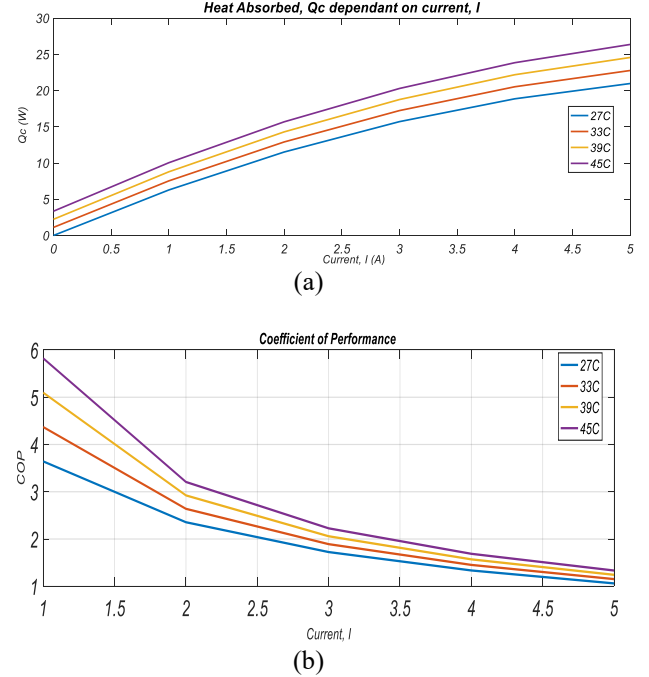 Heat Absorbed, Qc dependant on current, I
30
25
20
15
10
5
0
Qc (W)
27C
33C
39C
45C
0 0.5 1 1.5 2 2.5 3 3.5 4 4.5 5
Current, I (A)
(a)
Coefficient of Performance
6
5
4
3
2
1
COP
27C
33C
39C
45C
1 1.5 2 2.5 3 3.5 4 4.5 5
Current, I
(b)